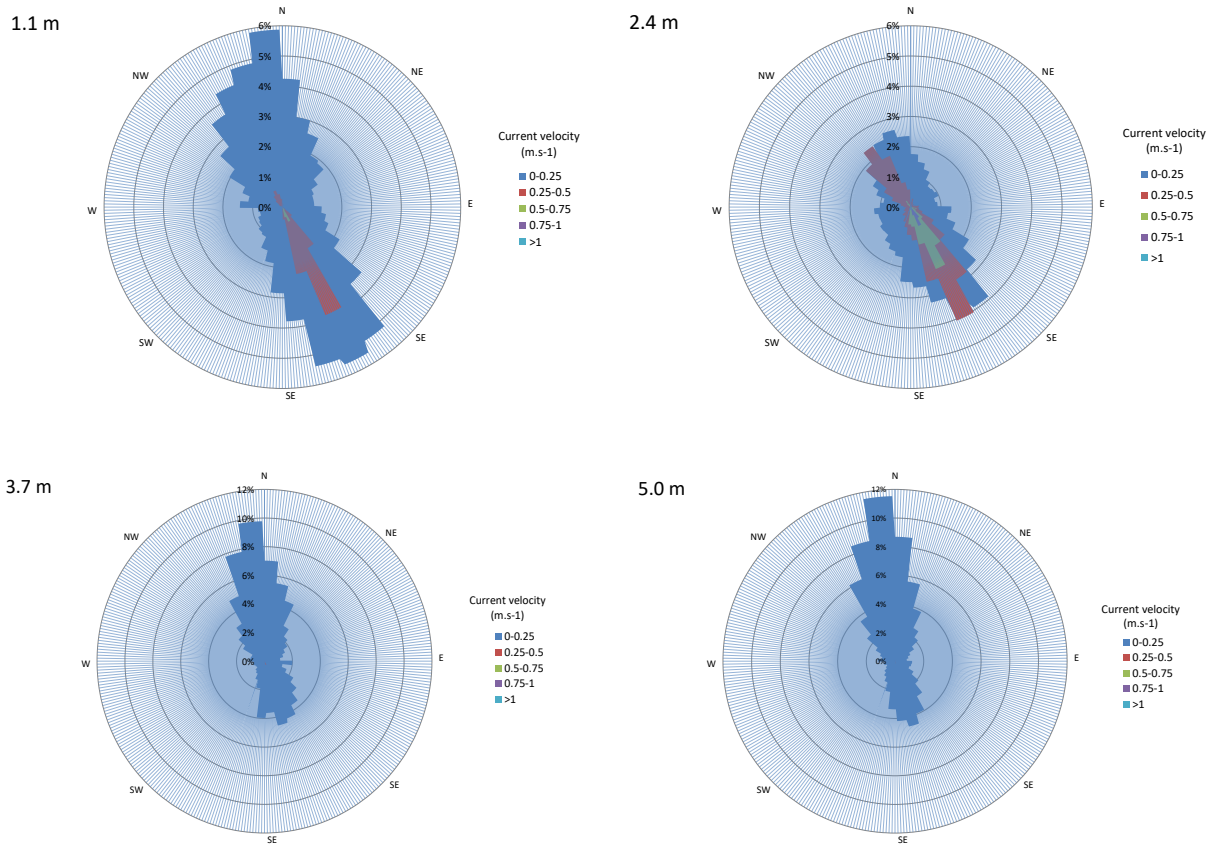 1.1 m
N
6%
5%
4%
3%
2%
1%
0%
NW
NE
W
E
SW
SE
SE
Current velocity
(m.s-1)
0-0.25
0.25-0.5
0.5-0.75
0.75-1
>1
2.4 m
N
6%
5%
4%
3%
2%
1%
0%
NW
NE
W
E
SW
SE
SE
Current velocity
(m.s-1)
0-0.25
0.25-0.5
0.5-0.75
0.75-1
>1
3.7 m
N
12%
10%
8%
6%
4%
2%
0%
NW
NE
W
E
SW
SE
SE
Current velocity
(m.s-1)
0-0.25
0.25-0.5
0.5-0.75
0.75-1
>1
5.0 m
N
12%
10%
8%
6%
4%
2%
0%
NW
NE
W
E
SW
SE
SE
Current velocity
(m.s-1)
0-0.25
0.25-0.5
0.5-0.75
0.75-1
>1